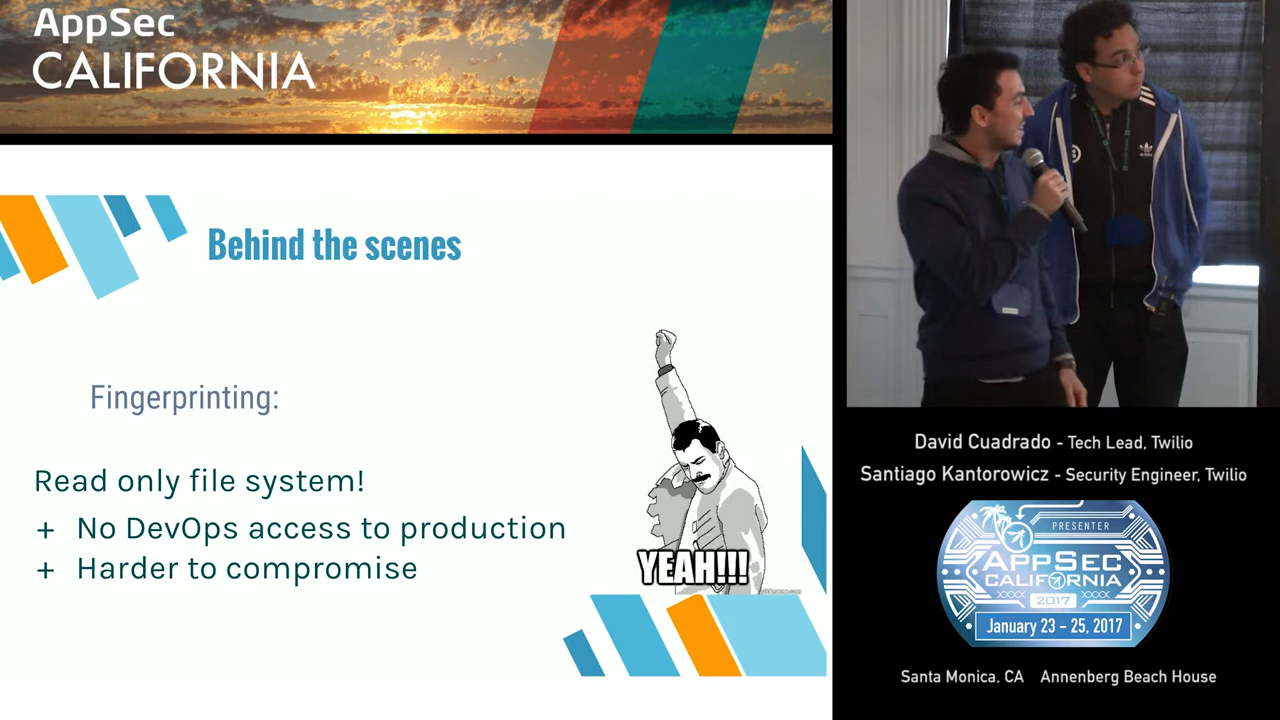 AppSec
CALIFORNIA
Behind the scenes
Fingerprinting:
Read only file system!
+ No DevOps access to production
+ Harder to compromise
YEAH!!!
David Cuadrado - Tech Lead, Twilio
Santiago Kantorowicz - Security Engineer, Twilio
PRESENTER
APPSEC
CALIFORNIA
XXXX 2017 XXXX
January 23 - 25, 2017
Santa Monica, CA Annenberg Beach House